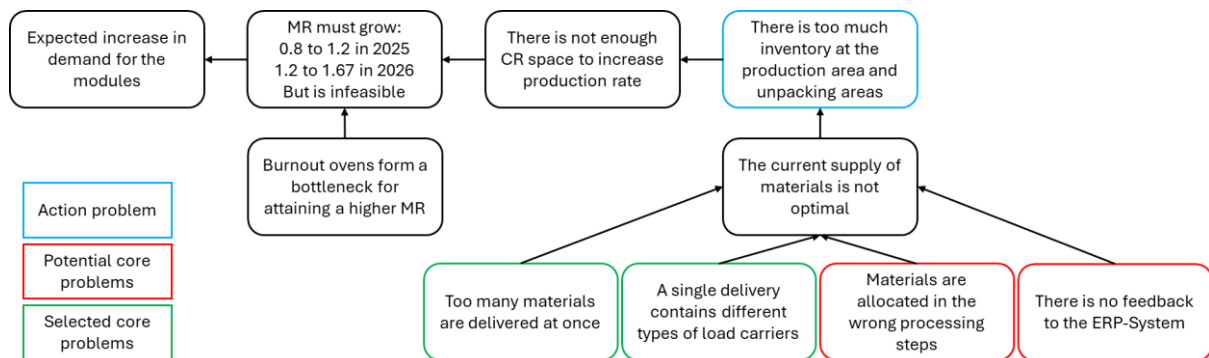 Expected increase in
demand for the
modules
MR must grow:
0.8 to 1.2 in 2025
1.2 to 1.67 in 2026
But is infeasible
There is not enough
CR space to increase
production rate
There is too much
inventory at the
production area and
unpacking areas
Burnout ovens form a
bottleneck for
attaining a higher MR
The current supply of
materials is not
optimal
Action problem
Potential core
problems
Selected core
problems
Too many materials
are delivered at once
A single delivery
contains different
types of load carriers
Materials are
allocated in the
wrong processing
steps
There is no feedback
to the ERP-System